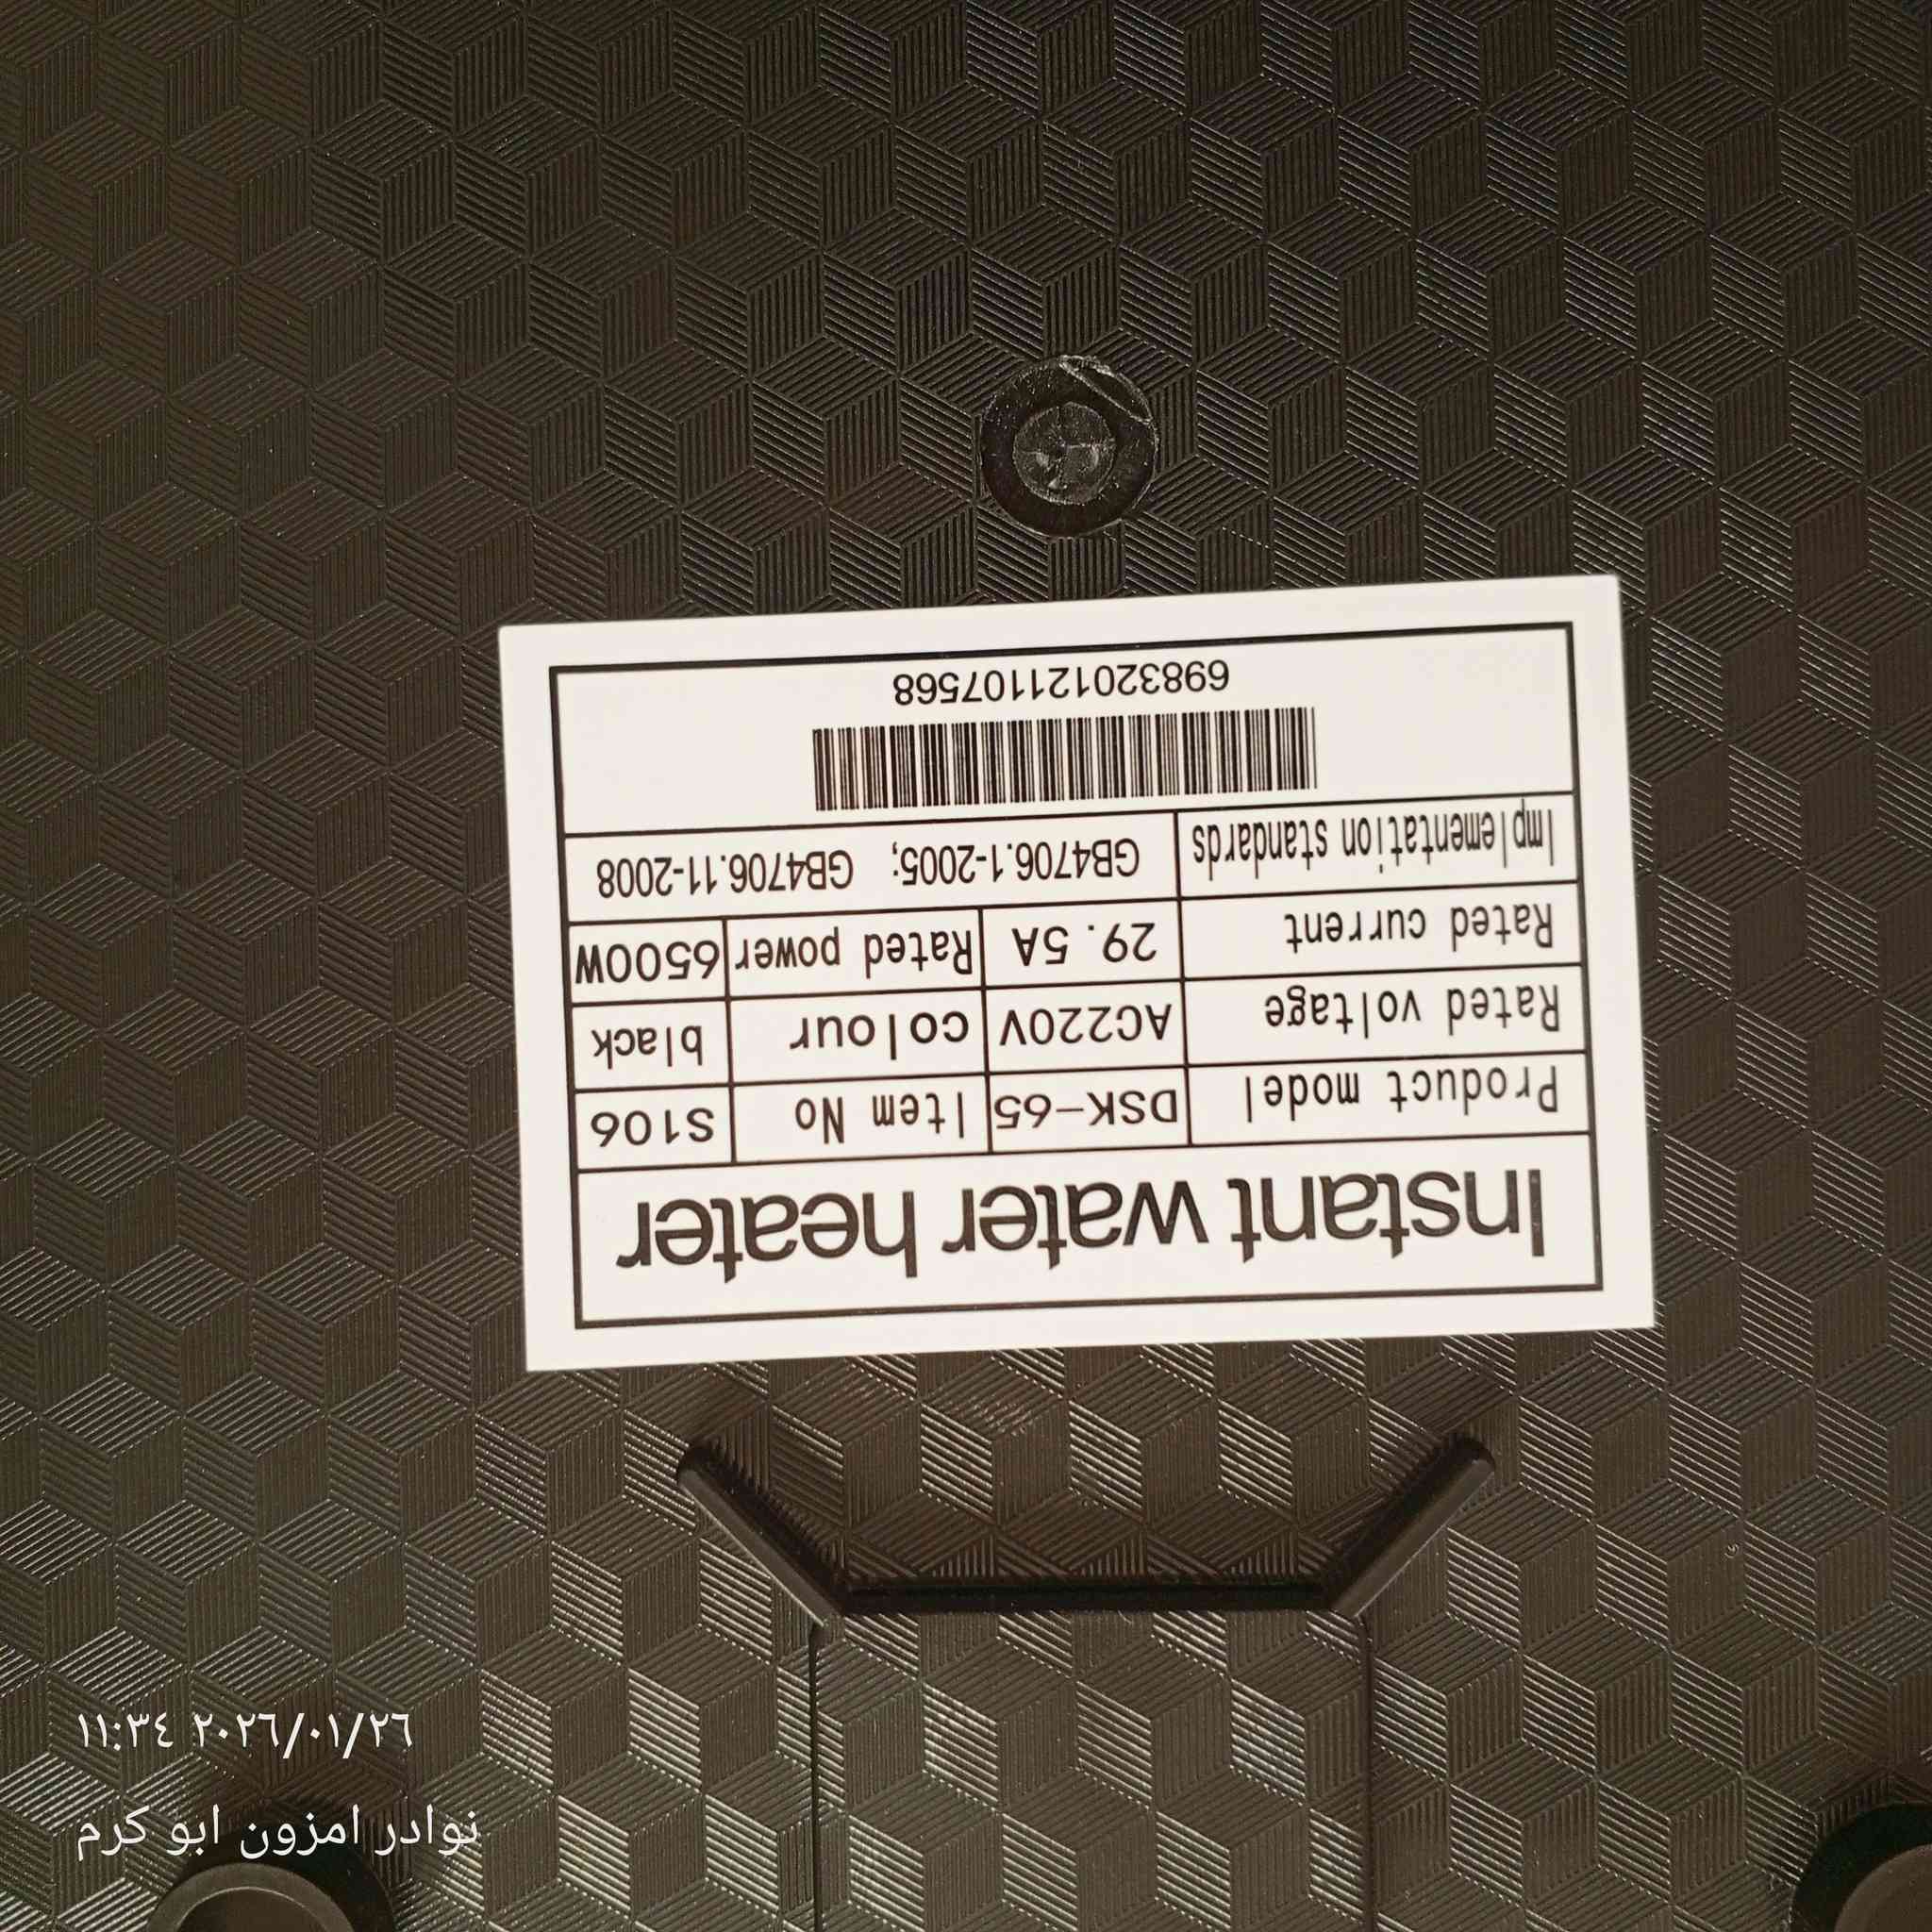 Instant water heater
Product model DSK-65 Item No S106
Rated voltage AC220V colour black
Rated current 29.5A Rated power 6500W
Implementation standards GB4706.1-2005; GB4706.11-2008
698320121107568
١١:٣٤ ٢٠٢٦/٠١/٢٦
نوادر امزون ابو كرم